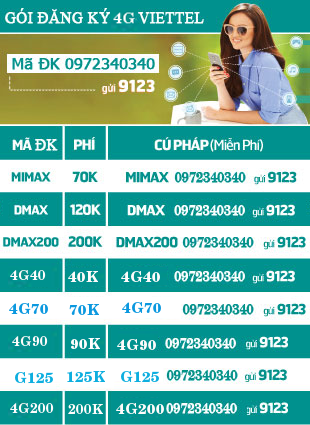 GÓI ĐĂNG KÝ 4G VIETTEL
Mã ĐK 0972340340
gửi 9123
MÃ ĐK PHÍ CÚ PHÁP (Miễn Phí)
MIMAX 70K MIMAX 0972340340 gửi 9123
DMAX 120K DMAX 0972340340 gửi 9123
DMAX200 200K DMAX200 0972340340 gửi 9123
4G40 40K 4G40 0972340340 gửi 9123
4G70 70K 4G70 0972340340 gửi 9123
4G90 90K 4G90 0972340340 gửi 9123
G125 125K G125 0972340340 gửi 9123
4G200 200K 4G200 0972340340 gửi 9123